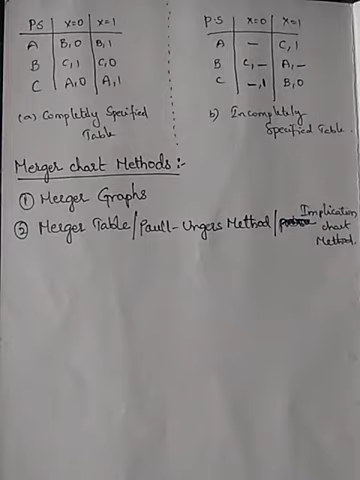 PS x=0 x=1
A B,0 B,1
B C,1 C,0
C A,0 A,1
(a) Completely Specified
Table
P.S x=0 x=1
A — C,1
B C,— A,—
C —,1 B,0
b) Incompletely
Specified Table.
Merger chart Methods :-
① Merger Graphs
② Merger Table/Paull-Ungers Method/Implication
chart
Method.